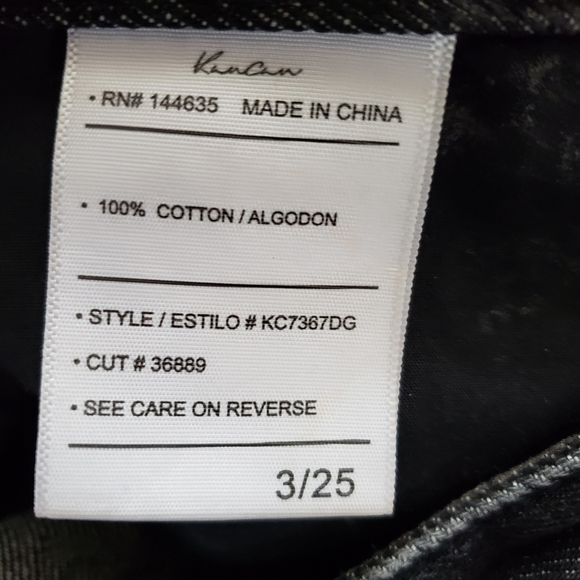 KanCan
• RN# 144635 MADE IN CHINA
• 100% COTTON / ALGODON
• STYLE / ESTILO # KC7367DG
• CUT # 36889
• SEE CARE ON REVERSE
3/25